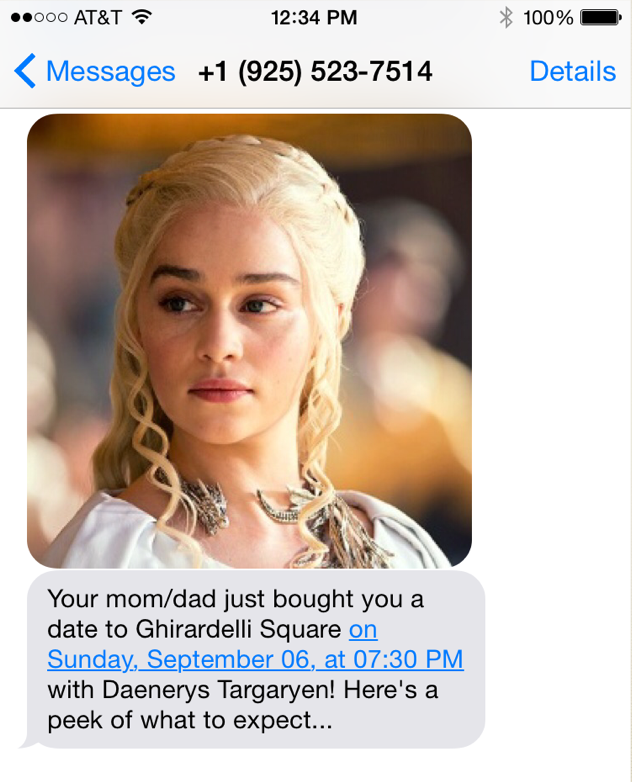 AT&T 12:34 PM 100%
Messages +1 (925) 523-7514 Details
Your mom/dad just bought you a
date to Ghirardelli Square on
Sunday, September 06, at 07:30 PM
with Daenerys Targaryen! Here's a
peek of what to expect...